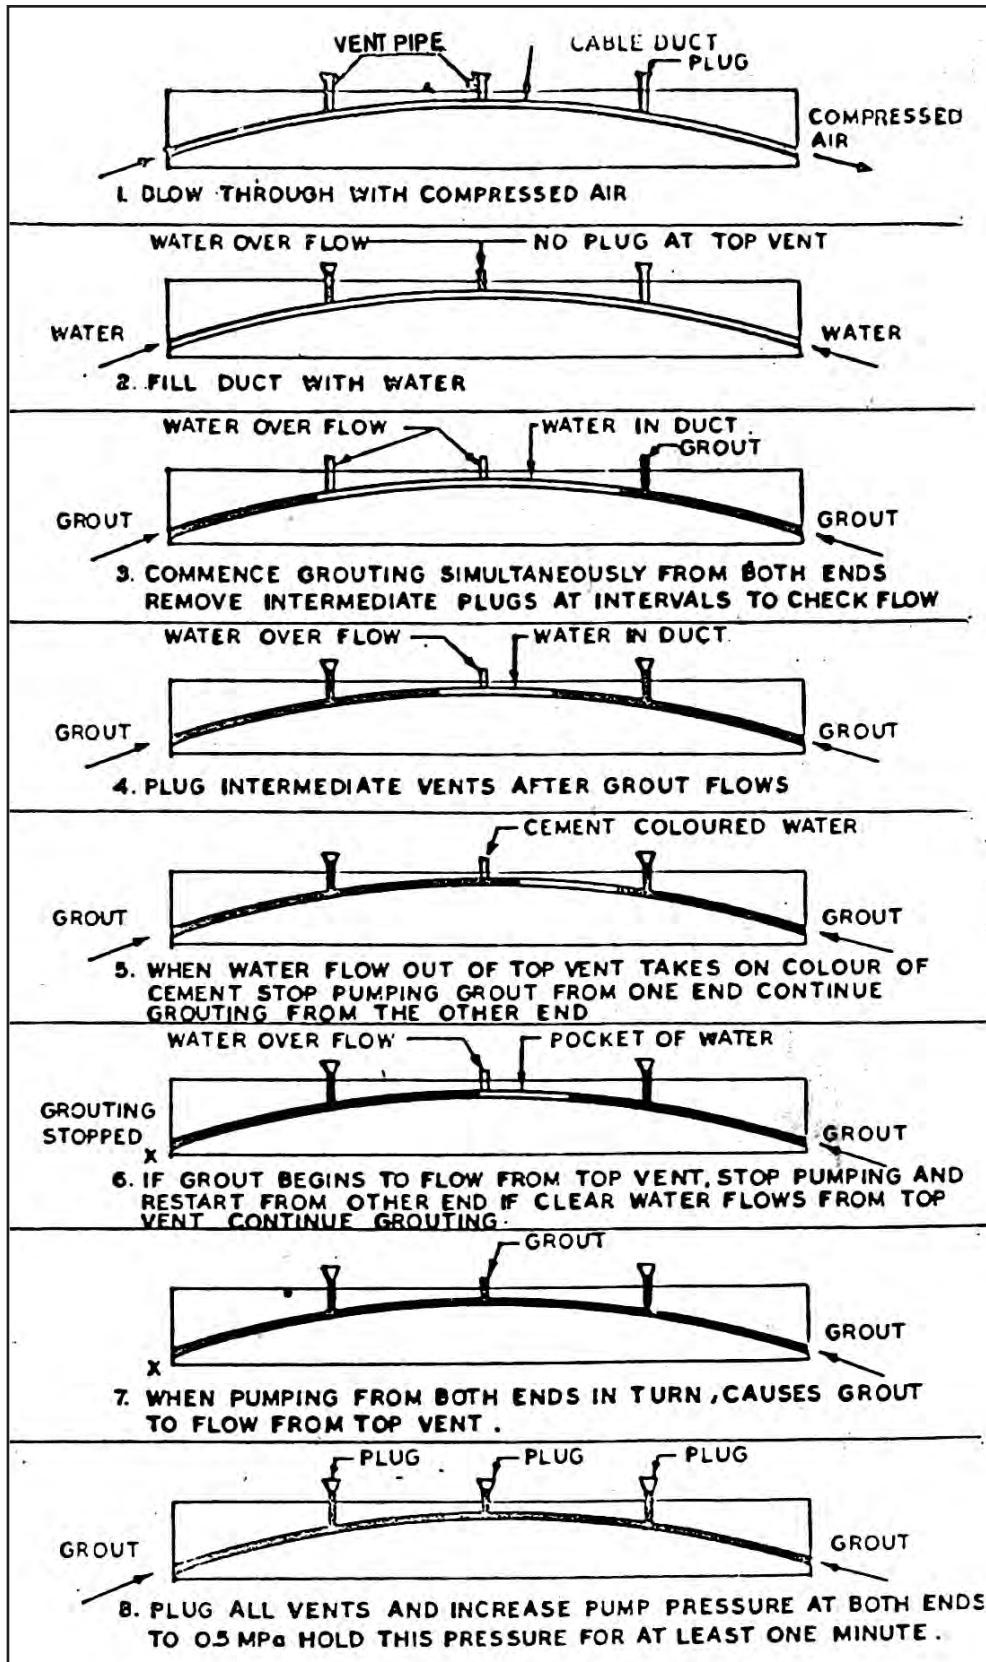 VENT PIPE
CABLE DUCT
PLUG
COMPRESSED
AIR
1. BLOW THROUGH WITH COMPRESSED AIR
WATER OVER FLOW
NO PLUG AT TOP VENT
WATER
WATER
2. FILL DUCT WITH WATER
WATER OVER FLOW
WATER IN DUCT.
GROUT
GROUT
GROUT
3. COMMENCE GROUTING SIMULTANEOUSLY FROM BOTH ENDS
REMOVE INTERMEDIATE PLUGS AT INTERVALS TO CHECK FLOW
WATER OVER FLOW
WATER IN DUCT.
GROUT
GROUT
4. PLUG INTERMEDIATE VENTS AFTER GROUT FLOWS
CEMENT COLOURED WATER
GROUT
GROUT
5. WHEN WATER FLOW OUT OF TOP VENT TAKES ON COLOUR OF
CEMENT STOP PUMPING GROUT FROM ONE END CONTINUE
GROUTING FROM THE OTHER END
WATER OVER FLOW
POCKET OF WATER
GROUTING
STOPPED
X
GROUT
6. IF GROUT BEGINS TO FLOW FROM TOP VENT, STOP PUMPING AND
RESTART FROM OTHER END IF CLEAR WATER FLOWS FROM TOP
VENT CONTINUE GROUTING.
GROUT
GROUT
X
7. WHEN PUMPING FROM BOTH ENDS IN TURN, CAUSES GROUT
TO FLOW FROM TOP VENT.
PLUG
PLUG
PLUG
GROUT
GROUT
8. PLUG ALL VENTS AND INCREASE PUMP PRESSURE AT BOTH ENDS
TO 0.5 MPa HOLD THIS PRESSURE FOR AT LEAST ONE MINUTE.